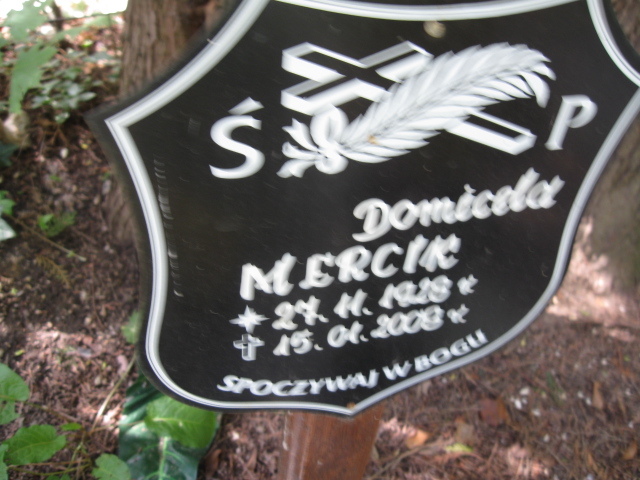 Ś P
Domicela
MERCIK
27. 11. 1928 r.
15. 01. 2008 r.
SPOCZYWAJ W BOGU